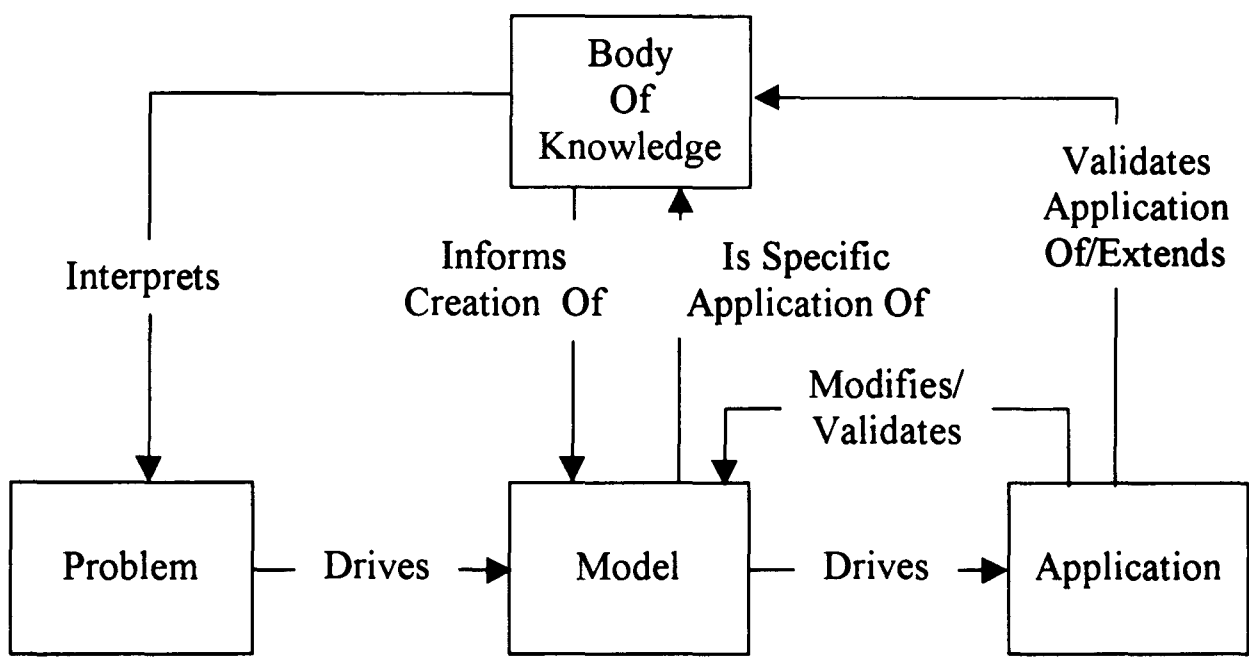 Body
Of
Knowledge
Validates
Application
Of/Extends
Interprets
Informs
Creation Of
Is Specific
Application Of
Modifies/
Validates
Problem
Drives
Model
Drives
Application